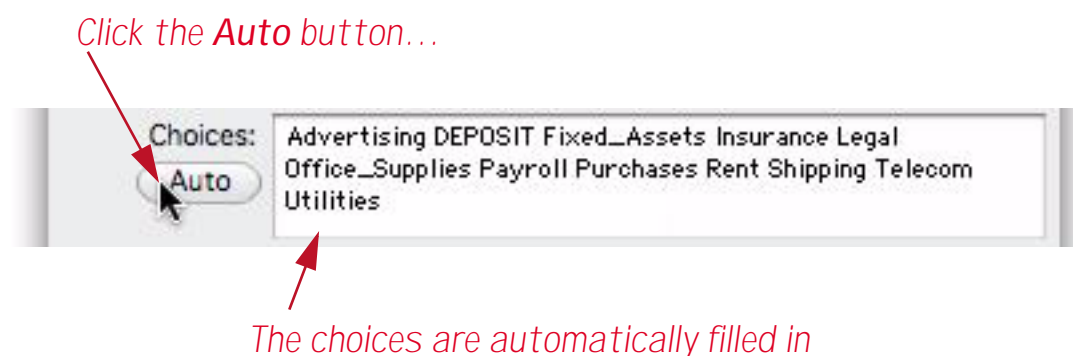 Click the Auto button...
Choices:
Auto
Advertising DEPOSIT Fixed_Assets Insurance Legal
Office_Supplies Payroll Purchases Rent Shipping Telecom
Utilities
The choices are automatically filled in